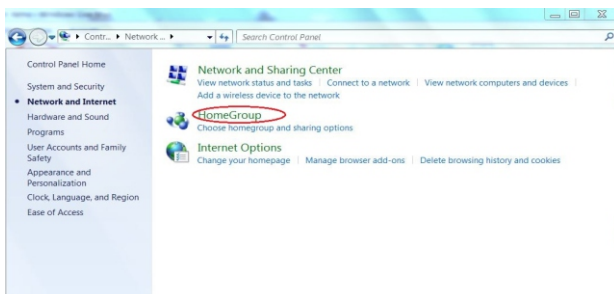 Contr... ▸ Network ... ▸
Search Control Panel
Control Panel Home
System and Security
Network and Internet
Hardware and Sound
Programs
User Accounts and Family
Safety
Appearance and
Personalization
Clock, Language, and Region
Ease of Access
Network and Sharing Center
View network status and tasks | Connect to a network | View network computers and devices |
Add a wireless device to the network
HomeGroup
Choose homegroup and sharing options
Internet Options
Change your homepage | Manage browser add-ons | Delete browsing history and cookies